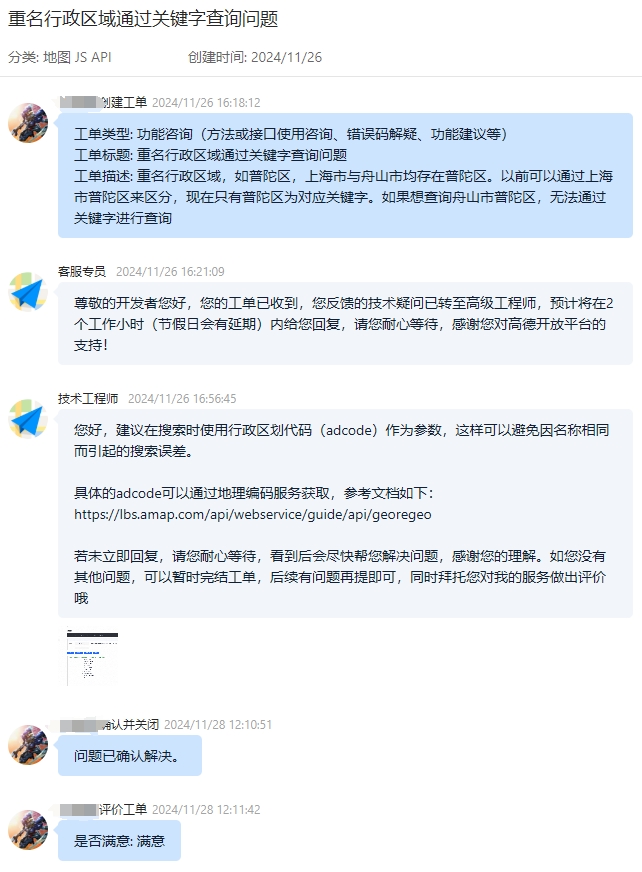 重名行政区域通过关键字查询问题
分类: 地图 JS API 创建时间: 2024/11/26
创建工单 2024/11/26 16:18:12
工单类型: 功能咨询（方法或接口使用咨询、错误码解疑、功能建议等）
工单标题: 重名行政区域通过关键字查询问题
工单描述: 重名行政区域，如普陀区，上海市与舟山市均存在普陀区。以前可以通过上海
市普陀区来区分，现在只有普陀区为对应关键字。如果想查询舟山市普陀区，无法通过
关键字进行查询
客服专员 2024/11/26 16:21:09
尊敬的开发者您好，您的工单已收到，您反馈的技术疑问已转至高级工程师，预计将在2
个工作小时（节假日会有延期）内给您回复，请您耐心等待，感谢您对高德开放平台的
支持！
技术工程师 2024/11/26 16:56:45
您好，建议在搜索时使用行政区划代码（adcode）作为参数，这样可以避免因名称相同
而引起的搜索误差。
具体的adcode可以通过地理编码服务获取，参考文档如下：
https://lbs.amap.com/api/webservice/guide/api/georegeo
若未立即回复，请您耐心等待，看到后会尽快帮您解决问题，感谢您的理解。如您没有
其他问题，可以暂时完结工单，后续有问题再提即可，同时拜托您对我的服务做出评价
哦
确认并关闭 2024/11/28 12:10:51
问题已确认解决。
评价工单 2024/11/28 12:11:42
是否满意: 满意